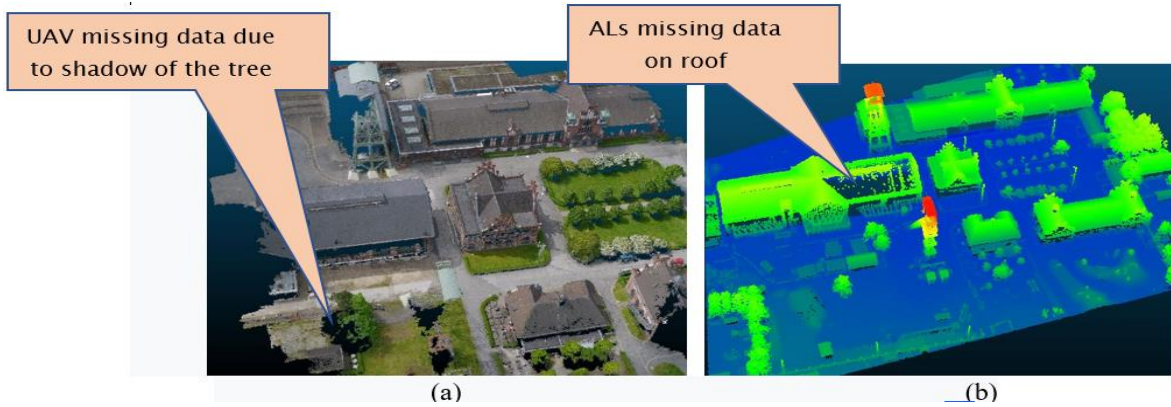 UAV missing data due
to shadow of the tree
ALs missing data
on roof
(a)
(b)